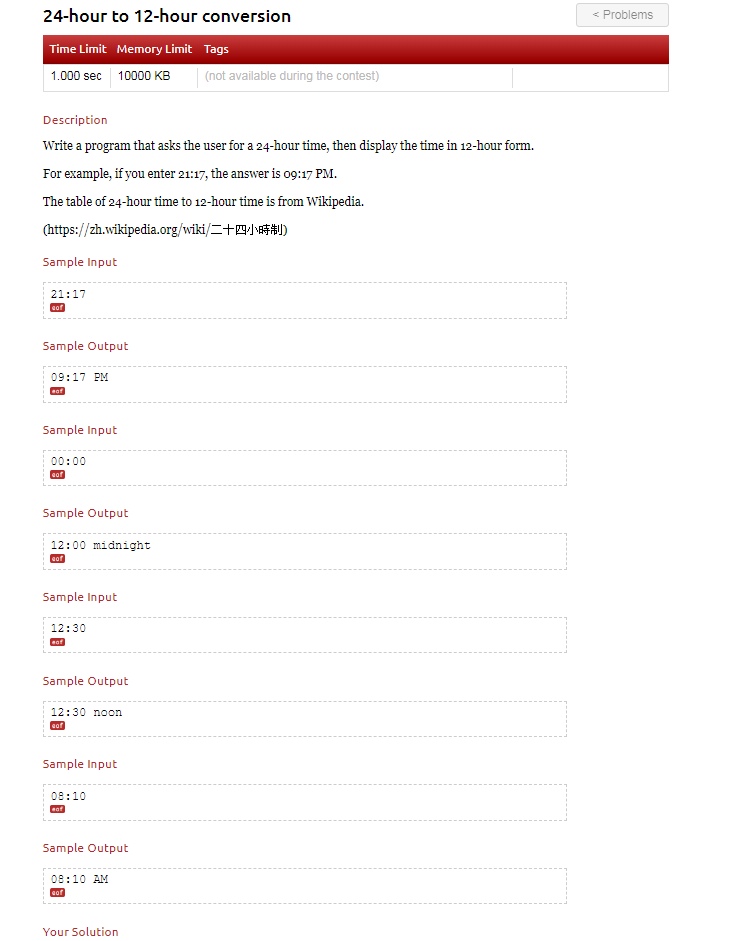 24-hour to 12-hour conversion
< Problems
Time Limit Memory Limit Tags
1.000 sec 10000 KB (not available during the contest)
Description
Write a program that asks the user for a 24-hour time, then display the time in 12-hour form.
For example, if you enter 21:17, the answer is 09:17 PM.
The table of 24-hour time to 12-hour time is from Wikipedia.
(https://zh.wikipedia.org/wiki/二十四小時制)
Sample Input
21:17
eof
Sample Output
09:17 PM
eof
Sample Input
00:00
eof
Sample Output
12:00 midnight
eof
Sample Input
12:30
eof
Sample Output
12:30 noon
eof
Sample Input
08:10
eof
Sample Output
08:10 AM
eof
Your Solution